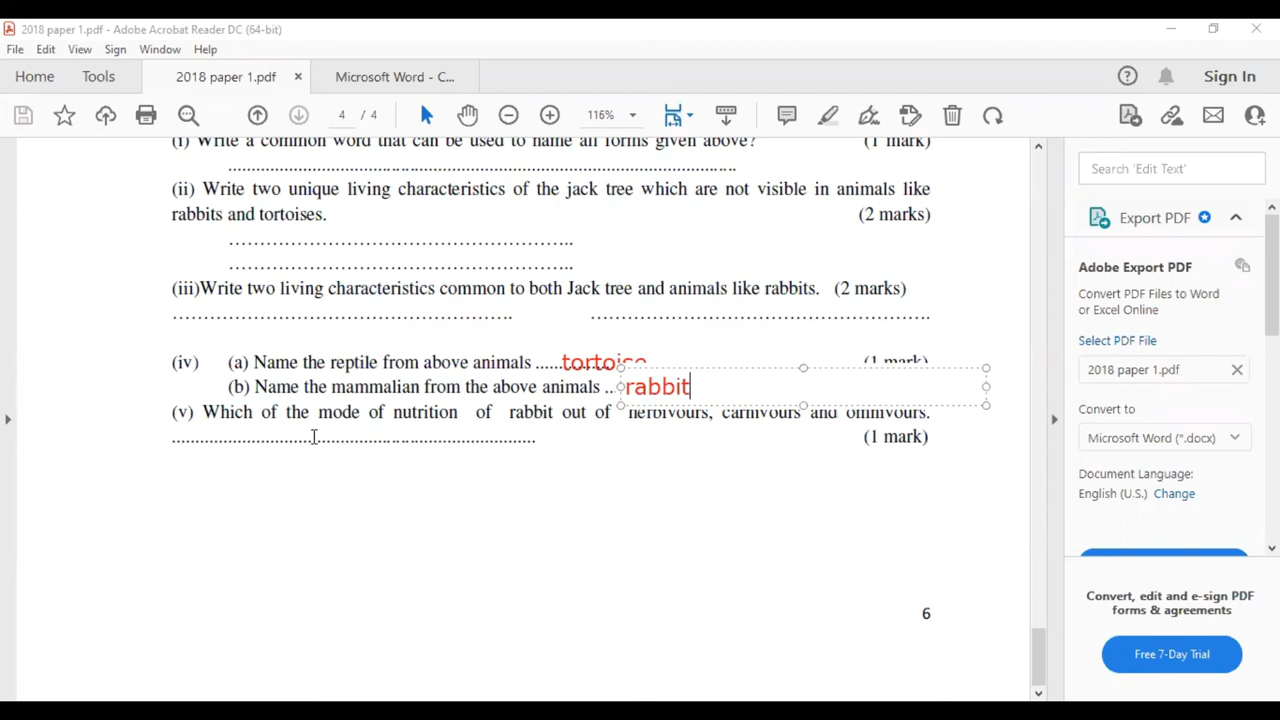 2018 paper 1.pdf - Adobe Acrobat Reader DC (64-bit)
File Edit View Sign Window Help
Home Tools 2018 paper 1.pdf × Microsoft Word - C... Sign In
4 / 4 116%
(i) Write a common word that can be used to name all forms given above? (1 mark)
(ii) Write two unique living characteristics of the jack tree which are not visible in animals like
rabbits and tortoises. (2 marks)
(iii)Write two living characteristics common to both Jack tree and animals like rabbits. (2 marks)
(iv) (a) Name the reptile from above animals ...... tortoise (1 mark)
(b) Name the mammalian from the above animals ... rabbit
(v) Which of the mode of nutrition of rabbit out of herbivours, carnivours and omnivours.
(1 mark)
6
Search 'Edit Text'
Export PDF
Adobe Export PDF
Convert PDF Files to Word
or Excel Online
Select PDF File
2018 paper 1.pdf ×
Convert to
Microsoft Word (*.docx)
Document Language:
English (U.S.) Change
Convert, edit and e-sign PDF
forms & agreements
Free 7-Day Trial